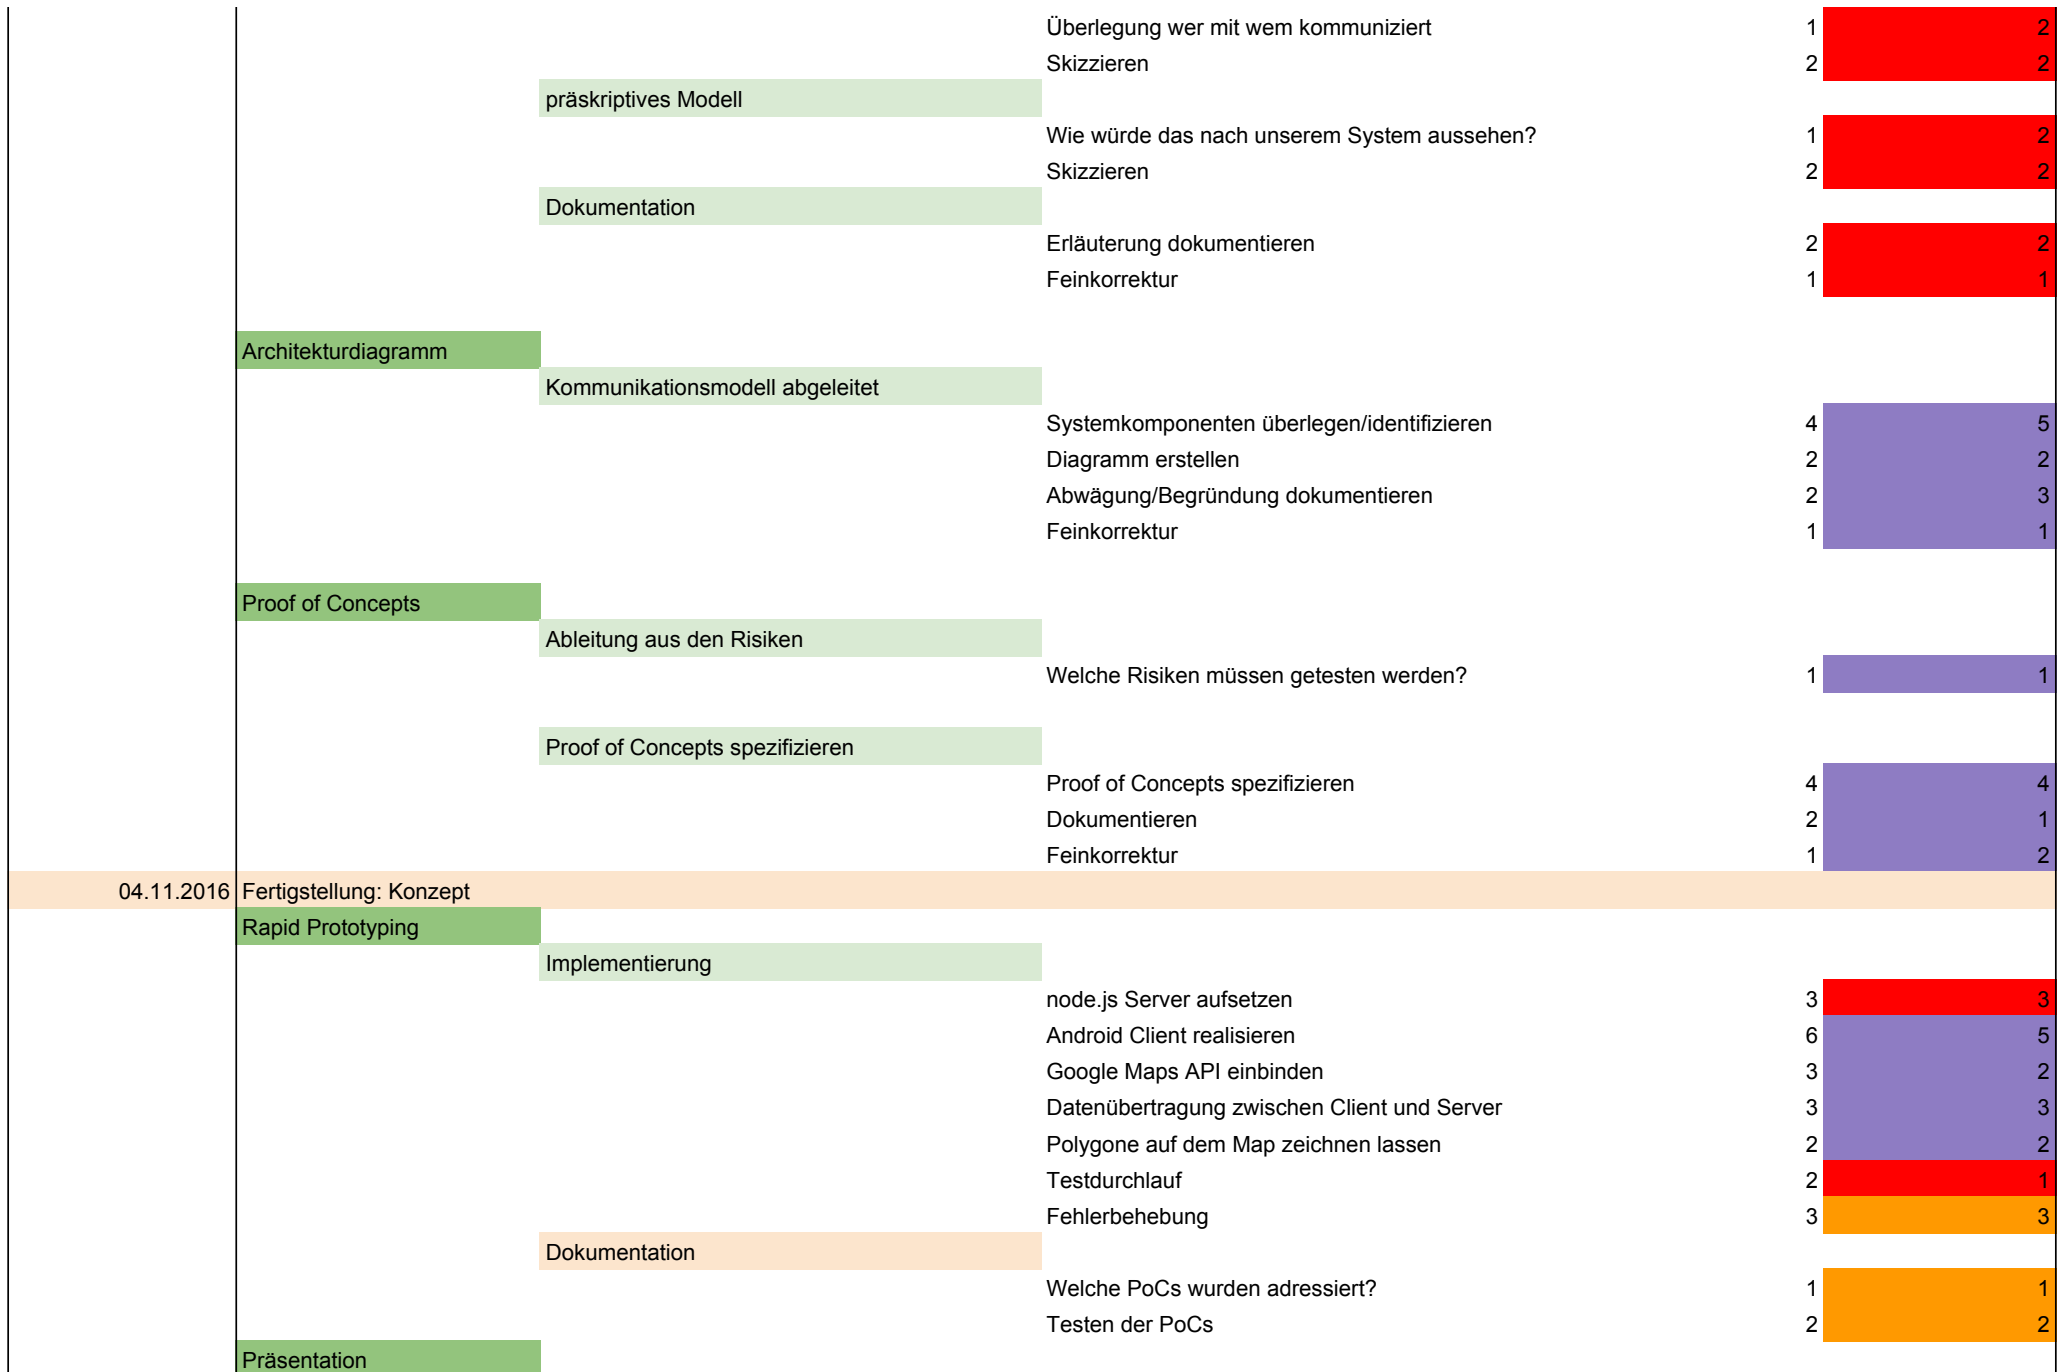 Überlegung wer mit wem kommuniziert 1 2
Skizzieren 2 2
präskriptives Modell
Wie würde das nach unserem System aussehen? 1 2
Skizzieren 2 2
Dokumentation
Erläuterung dokumentieren 2 2
Feinkorrektur 1 1
Architekturdiagramm
Kommunikationsmodell abgeleitet
Systemkomponenten überlegen/identifizieren 4 5
Diagramm erstellen 2 2
Abwägung/Begründung dokumentieren 2 3
Feinkorrektur 1 1
Proof of Concepts
Ableitung aus den Risiken
Welche Risiken müssen getesten werden? 1 1
Proof of Concepts spezifizieren
Proof of Concepts spezifizieren 4 4
Dokumentieren 2 1
Feinkorrektur 1 2
04.11.2016 Fertigstellung: Konzept
Rapid Prototyping
Implementierung
node.js Server aufsetzen 3 3
Android Client realisieren 6 5
Google Maps API einbinden 3 2
Datenübertragung zwischen Client und Server 3 3
Polygone auf dem Map zeichnen lassen 2 2
Testdurchlauf 2 1
Fehlerbehebung 3 3
Dokumentation
Welche PoCs wurden adressiert? 1 1
Testen der PoCs 2 2
Präsentation